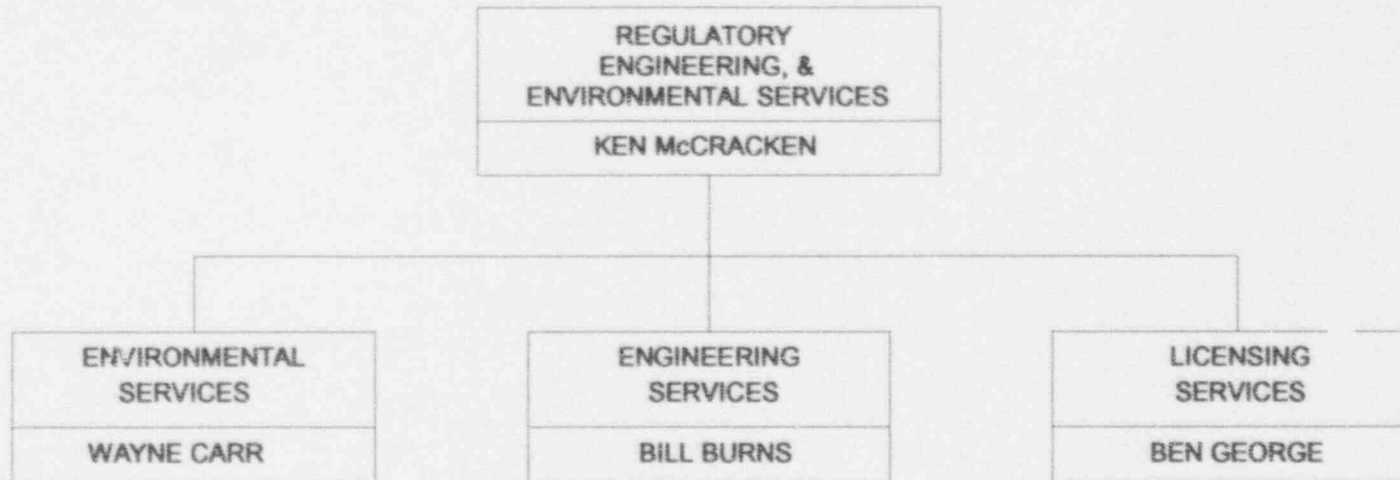 REGULATORY
ENGINEERING, &
ENVIRONMENTAL SERVICES
KEN McCRACKEN
ENVIRONMENTAL
SERVICES
WAYNE CARR
ENGINEERING
SERVICES
BILL BURNS
LICENSING
SERVICES
BEN GEORGE